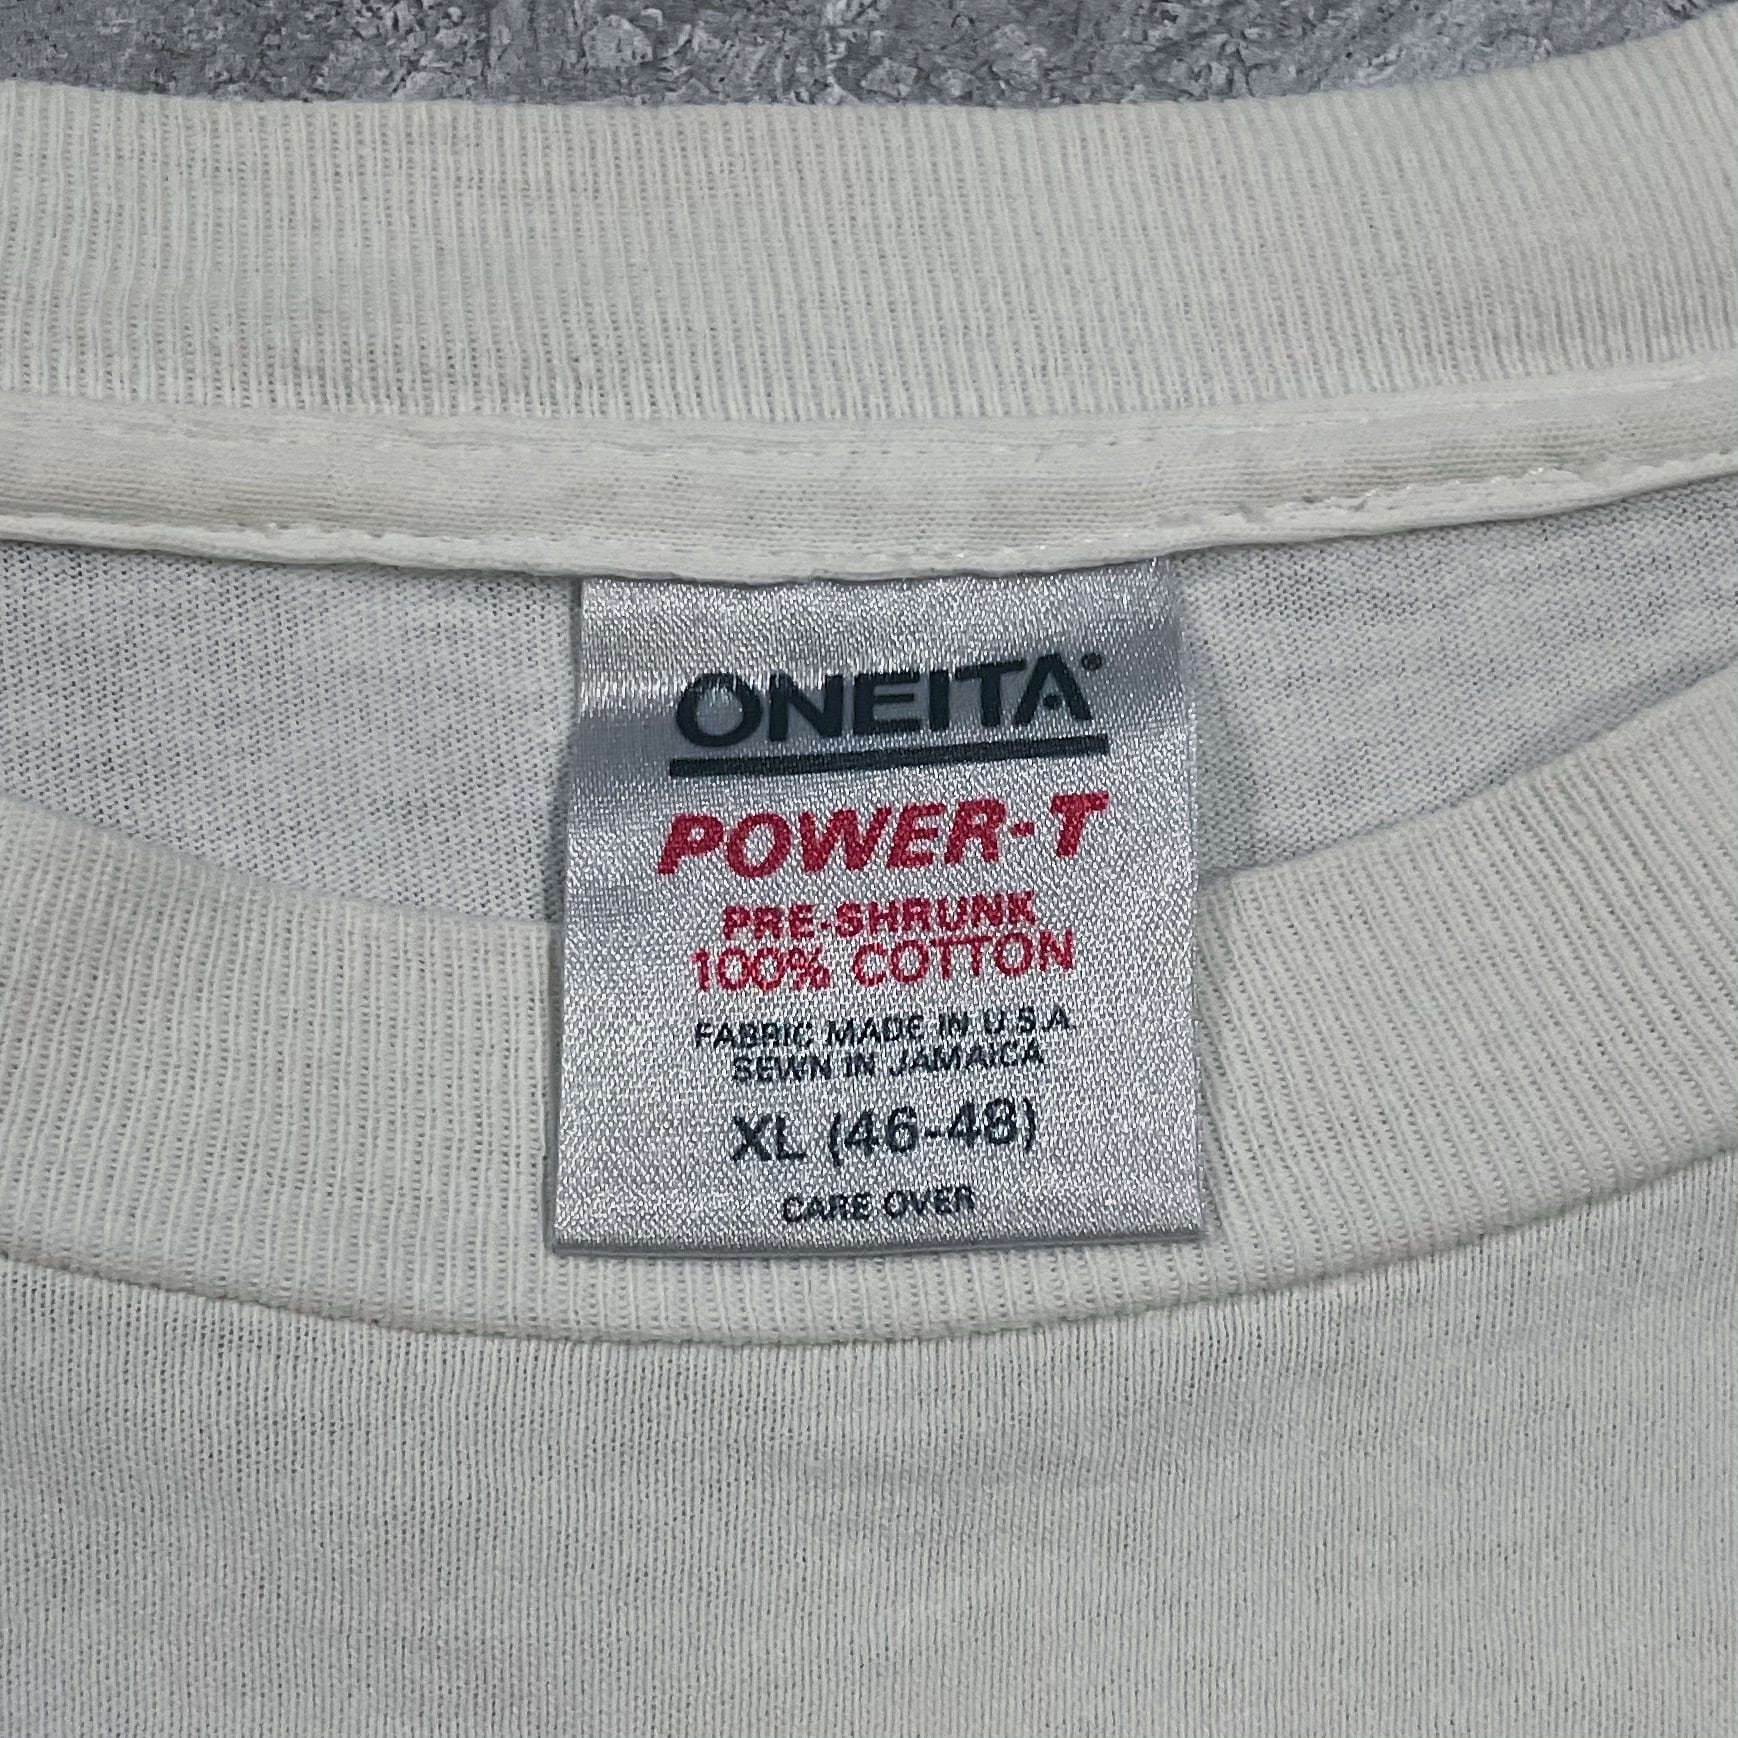 ONEITA®
POWER-T
PRE-SHRUNK
100% COTTON
FABRIC MADE IN U.S.A.
SEWN IN JAMAICA
XL (46-48)
CARE OVER